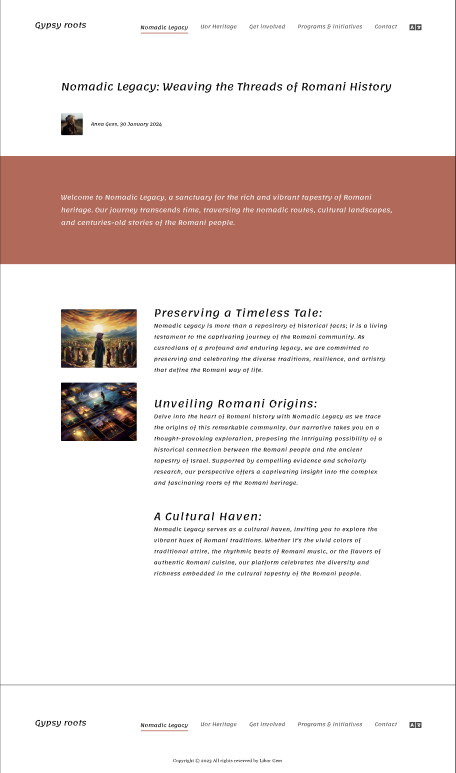 Gypsy roots
Nomadic Legacy Our Heritage Get involved Programs & initiatives Contact
Nomadic Legacy: Weaving the Threads of Romani History
Anna Gess, 30 January 2024
Welcome to Nomadic Legacy, a sanctuary for the rich and vibrant tapestry of Romani
heritage. Our journey transcends time, traversing the nomadic routes, cultural landscapes,
and centuries-old stories of the Romani people.
Preserving a Timeless Tale:
Nomadic Legacy is more than a repository of historical facts; it is a living
testament to the captivating journey of the Romani community. As
custodians of a profound and enduring legacy, we are committed to
preserving and celebrating the diverse traditions, resilience, and artistry
that define the Romani way of life.
Unveiling Romani Origins:
Delve into the heart of Romani history with Nomadic Legacy as we trace
the origins of this remarkable community. Our narrative takes you on a
thought-provoking exploration, proposing the intriguing possibility of a
historical connection between the Romani people and the ancient
tapestry of Israel. Supported by compelling evidence and scholarly
research, our perspective offers a captivating insight into the complex
and fascinating roots of the Romani heritage.
A Cultural Haven:
Nomadic Legacy serves as a cultural haven, inviting you to explore the
vibrant hues of Romani traditions. Whether it's the vivid colors of
traditional attire, the rhythmic beats of Romani music, or the flavors of
authentic Romani cuisine, our platform celebrates the diversity and
richness embedded in the cultural tapestry of the Romani people.
Gypsy roots
Nomadic Legacy Our Heritage Get involved Programs & initiatives Contact
Copyright © 2023 All rights reserved by Libor Gess